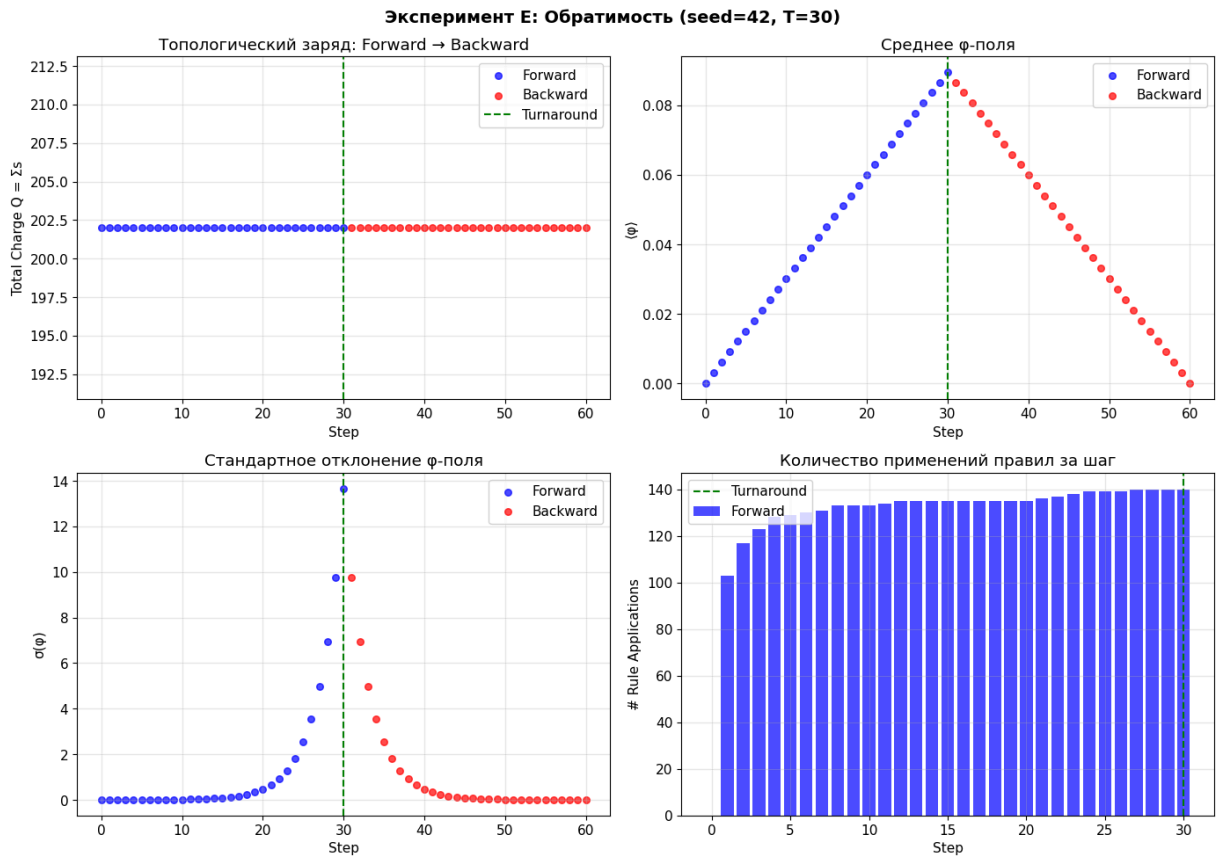 Эксперимент E: Обратимость (seed=42, T=30)
Топологический заряд: Forward → Backward
212.5
210.0
207.5
205.0
202.5
200.0
197.5
195.0
192.5
Total Charge Q = Σs
0 10 20 30 40 50 60
Step
Forward
Backward
Turnaround
Среднее φ-поля
0.08
0.06
0.04
0.02
0.00
⟨φ⟩
0 10 20 30 40 50 60
Step
Forward
Backward
Стандартное отклонение φ-поля
14
12
10
8
6
4
2
0
σ(φ)
0 10 20 30 40 50 60
Step
Forward
Backward
Количество применений правил за шаг
140
120
100
80
60
40
20
0
# Rule Applications
0 5 10 15 20 25 30
Step
Turnaround
Forward